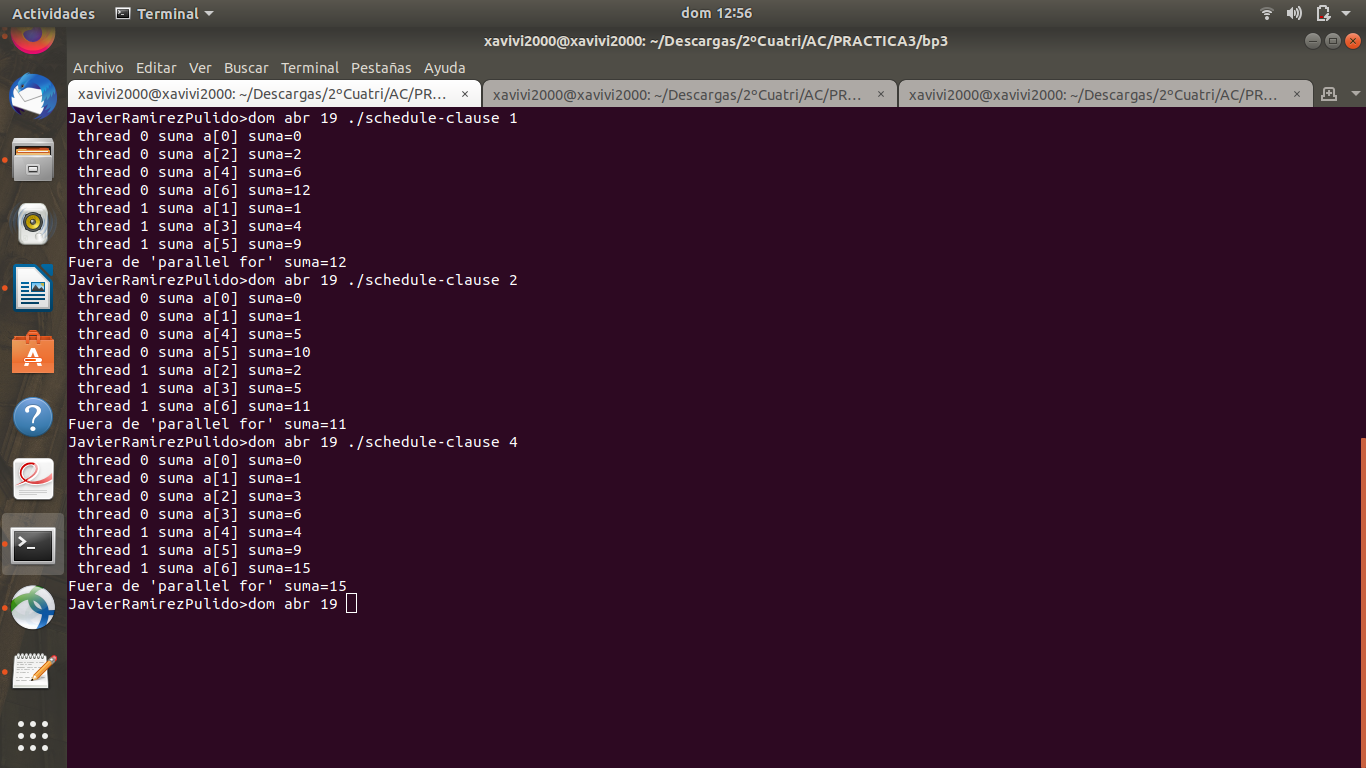 Actividades Terminal dom 12:56
xavivi2000@xavivi2000: ~/Descargas/2ºCuatri/AC/PRACTICA3/bp3
Archivo Editar Ver Buscar Terminal Pestañas Ayuda
xavivi2000@xavivi2000: ~/Descargas/2ºCuatri/AC/PR... × xavivi2000@xavivi2000: ~/Descargas/2ºCuatri/AC/PR... × xavivi2000@xavivi2000: ~/Descargas/2ºCuatri/AC/PR... ×
JavierRamirezPulido>dom abr 19 ./schedule-clause 1
thread 0 suma a[0] suma=0
thread 0 suma a[2] suma=2
thread 0 suma a[4] suma=6
thread 0 suma a[6] suma=12
thread 1 suma a[1] suma=1
thread 1 suma a[3] suma=4
thread 1 suma a[5] suma=9
Fuera de 'parallel for' suma=12
JavierRamirezPulido>dom abr 19 ./schedule-clause 2
thread 0 suma a[0] suma=0
thread 0 suma a[1] suma=1
thread 0 suma a[4] suma=5
thread 0 suma a[5] suma=10
thread 1 suma a[2] suma=2
thread 1 suma a[3] suma=5
thread 1 suma a[6] suma=11
Fuera de 'parallel for' suma=11
JavierRamirezPulido>dom abr 19 ./schedule-clause 4
thread 0 suma a[0] suma=0
thread 0 suma a[1] suma=1
thread 0 suma a[2] suma=3
thread 0 suma a[3] suma=6
thread 1 suma a[4] suma=4
thread 1 suma a[5] suma=9
thread 1 suma a[6] suma=15
Fuera de 'parallel for' suma=15
JavierRamirezPulido>dom abr 19